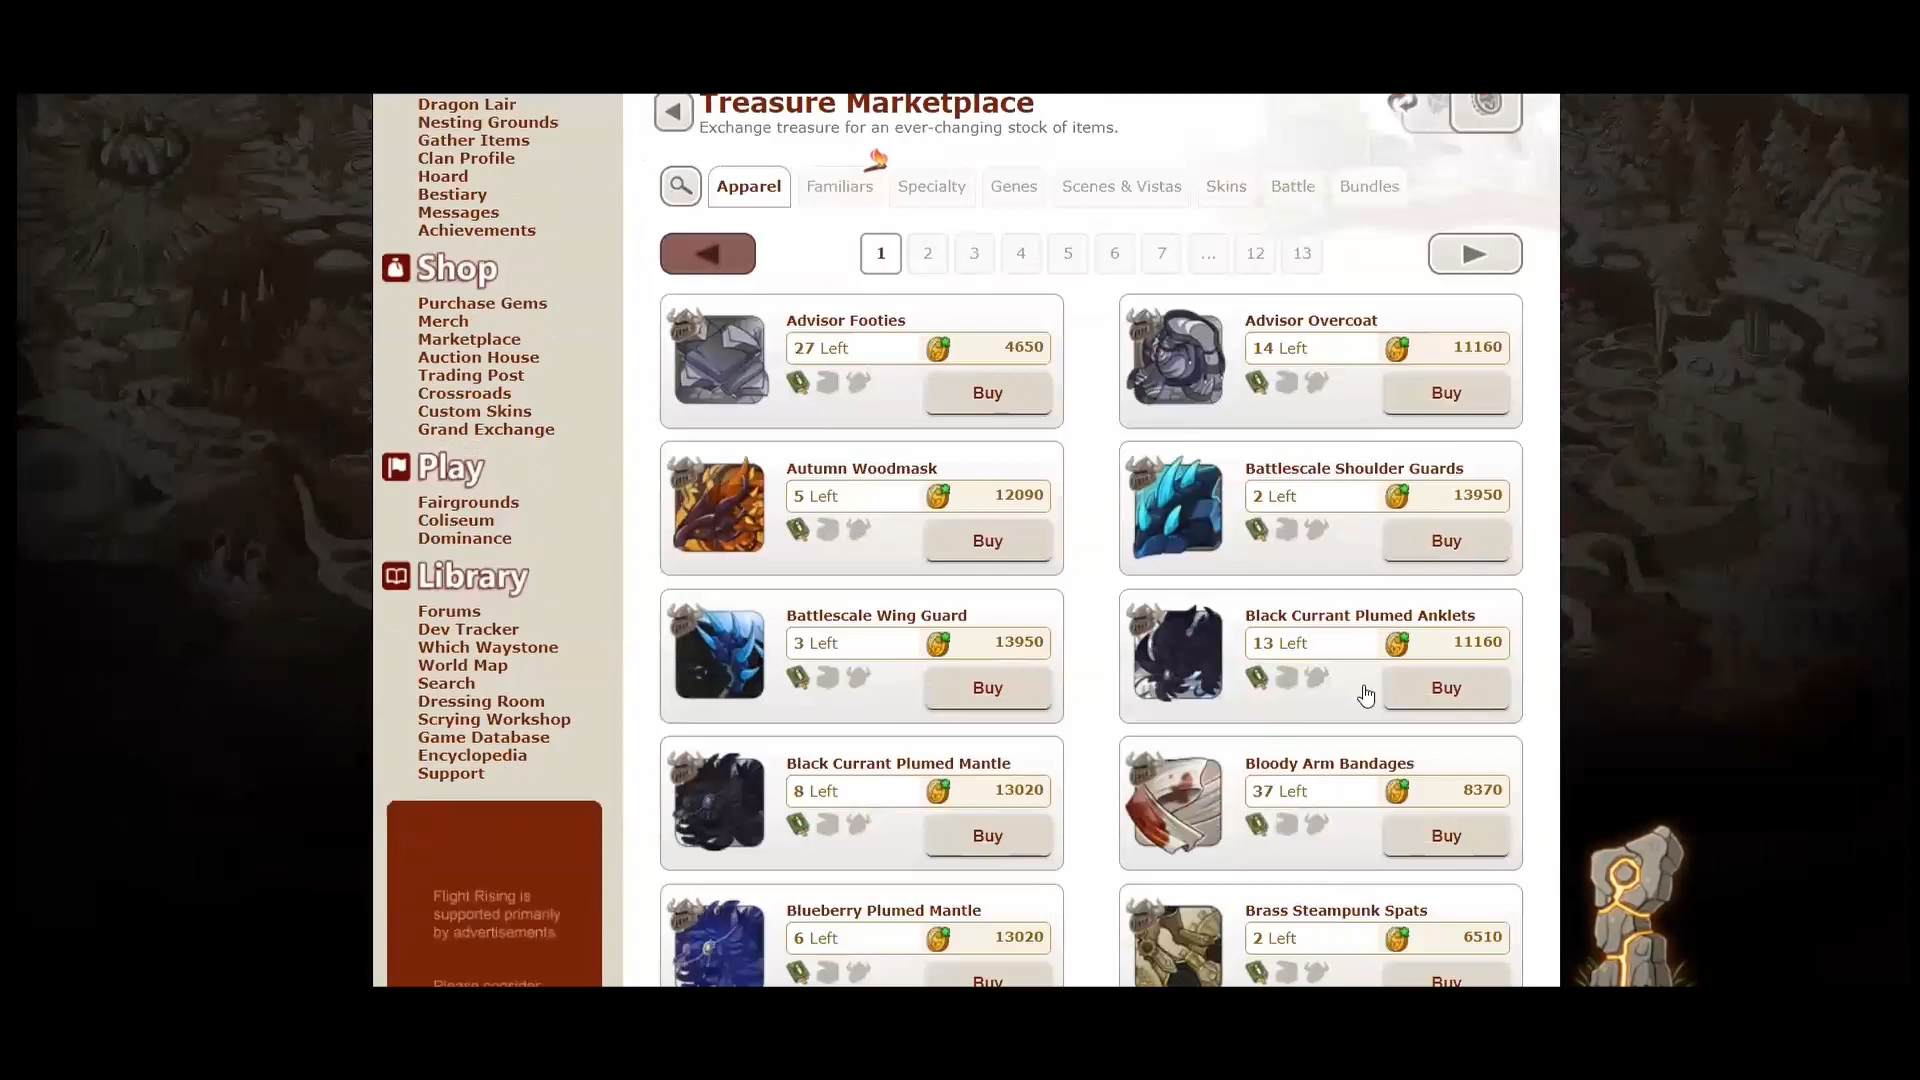 Dragon Lair
Nesting Grounds
Gather Items
Clan Profile
Hoard
Bestiary
Messages
Achievements
Shop
Purchase Gems
Merch
Marketplace
Auction House
Trading Post
Crossroads
Custom Skins
Grand Exchange
Play
Fairgrounds
Coliseum
Dominance
Library
Forums
Dev Tracker
Which Waystone
World Map
Search
Dressing Room
Scrying Workshop
Game Database
Encyclopedia
Support
Flight Rising is
supported primarily
by advertisements.
Please consider
Treasure Marketplace
Exchange treasure for an ever-changing stock of items.
Apparel Familiars Specialty Genes Scenes & Vistas Skins Battle Bundles
1 2 3 4 5 6 7 ... 12 13
Advisor Footies
27 Left 4650
Buy
Advisor Overcoat
14 Left 11160
Buy
Autumn Woodmask
5 Left 12090
Buy
Battlescale Shoulder Guards
2 Left 13950
Buy
Battlescale Wing Guard
3 Left 13950
Buy
Black Currant Plumed Anklets
13 Left 11160
Buy
Black Currant Plumed Mantle
8 Left 13020
Buy
Bloody Arm Bandages
37 Left 8370
Buy
Blueberry Plumed Mantle
6 Left 13020
Buy
Brass Steampunk Spats
2 Left 6510
Buy